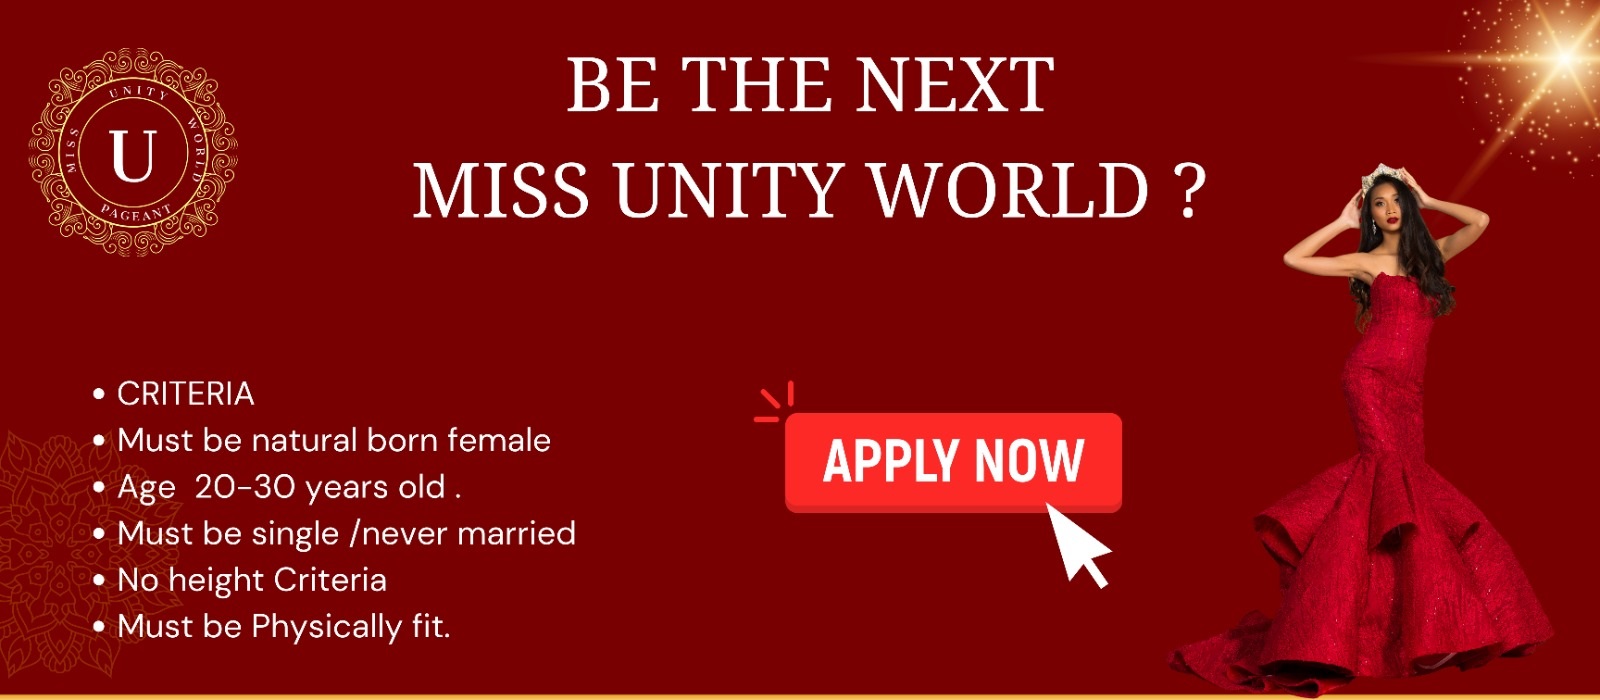 MISS UNITY WORLD
PAGEANT
U
BE THE NEXT
MISS UNITY WORLD ?
• CRITERIA
• Must be natural born female
• Age  20-30 years old .
• Must be single /never married
• No height Criteria
• Must be Physically fit.
APPLY NOW